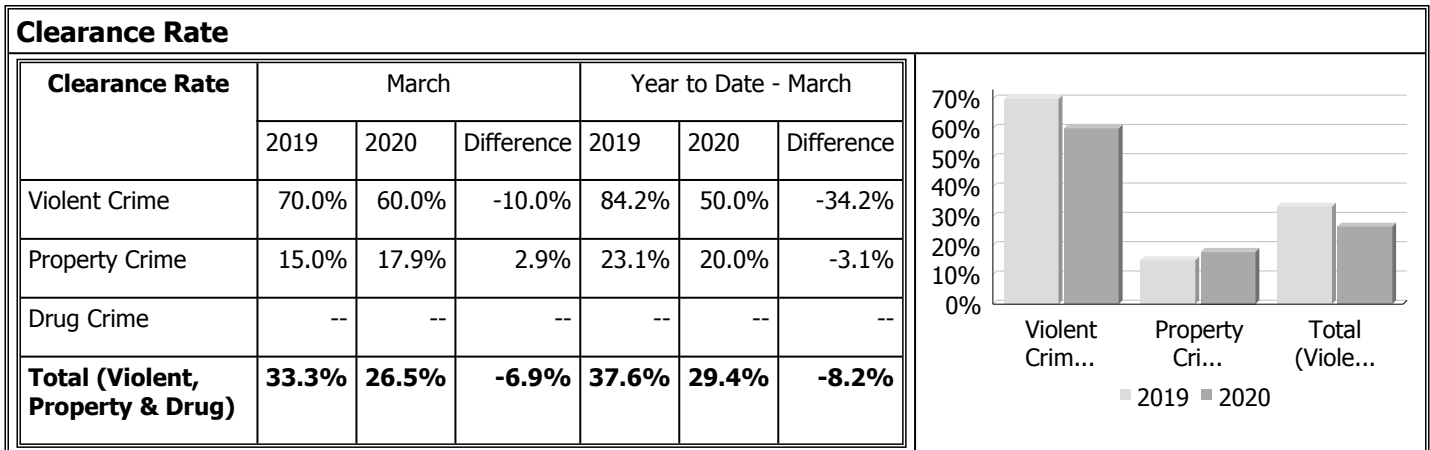 Clearance Rate
Clearance Rate March Year to Date - March
2019 2020 Difference 2019 2020 Difference
Violent Crime 70.0% 60.0% -10.0% 84.2% 50.0% -34.2%
Property Crime 15.0% 17.9% 2.9% 23.1% 20.0% -3.1%
Drug Crime -- -- -- -- -- --
Total (Violent, 33.3% 26.5% -6.9% 37.6% 29.4% -8.2%
Property & Drug)
70%
60%
50%
40%
30%
20%
10%
0%
Violent Property Total
Crim... Cri... (Viole...
2019 2020